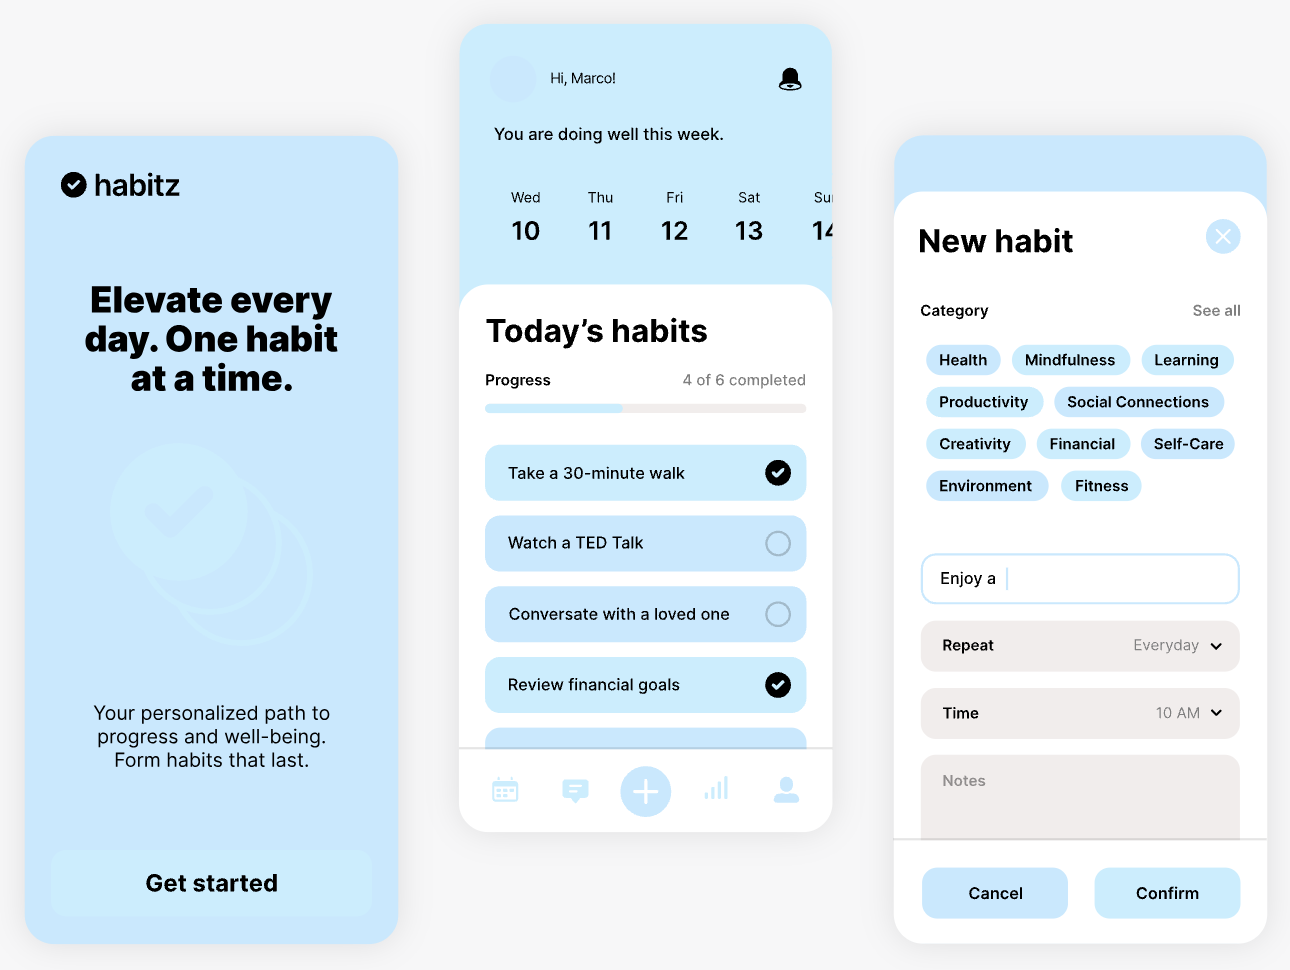 habitz
Elevate every
day. One habit
at a time.
Your personalized path to
progress and well-being.
Form habits that last.
Get started
Hi, Marco!
You are doing well this week.
Wed Thu Fri Sat Sun
10 11 12 13 14
Today's habits
Progress 4 of 6 completed
Take a 30-minute walk
Watch a TED Talk
Conversate with a loved one
Review financial goals
New habit
Category See all
Health Mindfulness Learning
Productivity Social Connections
Creativity Financial Self-Care
Environment Fitness
Enjoy a
Repeat Everyday
Time 10 AM
Notes
Cancel Confirm